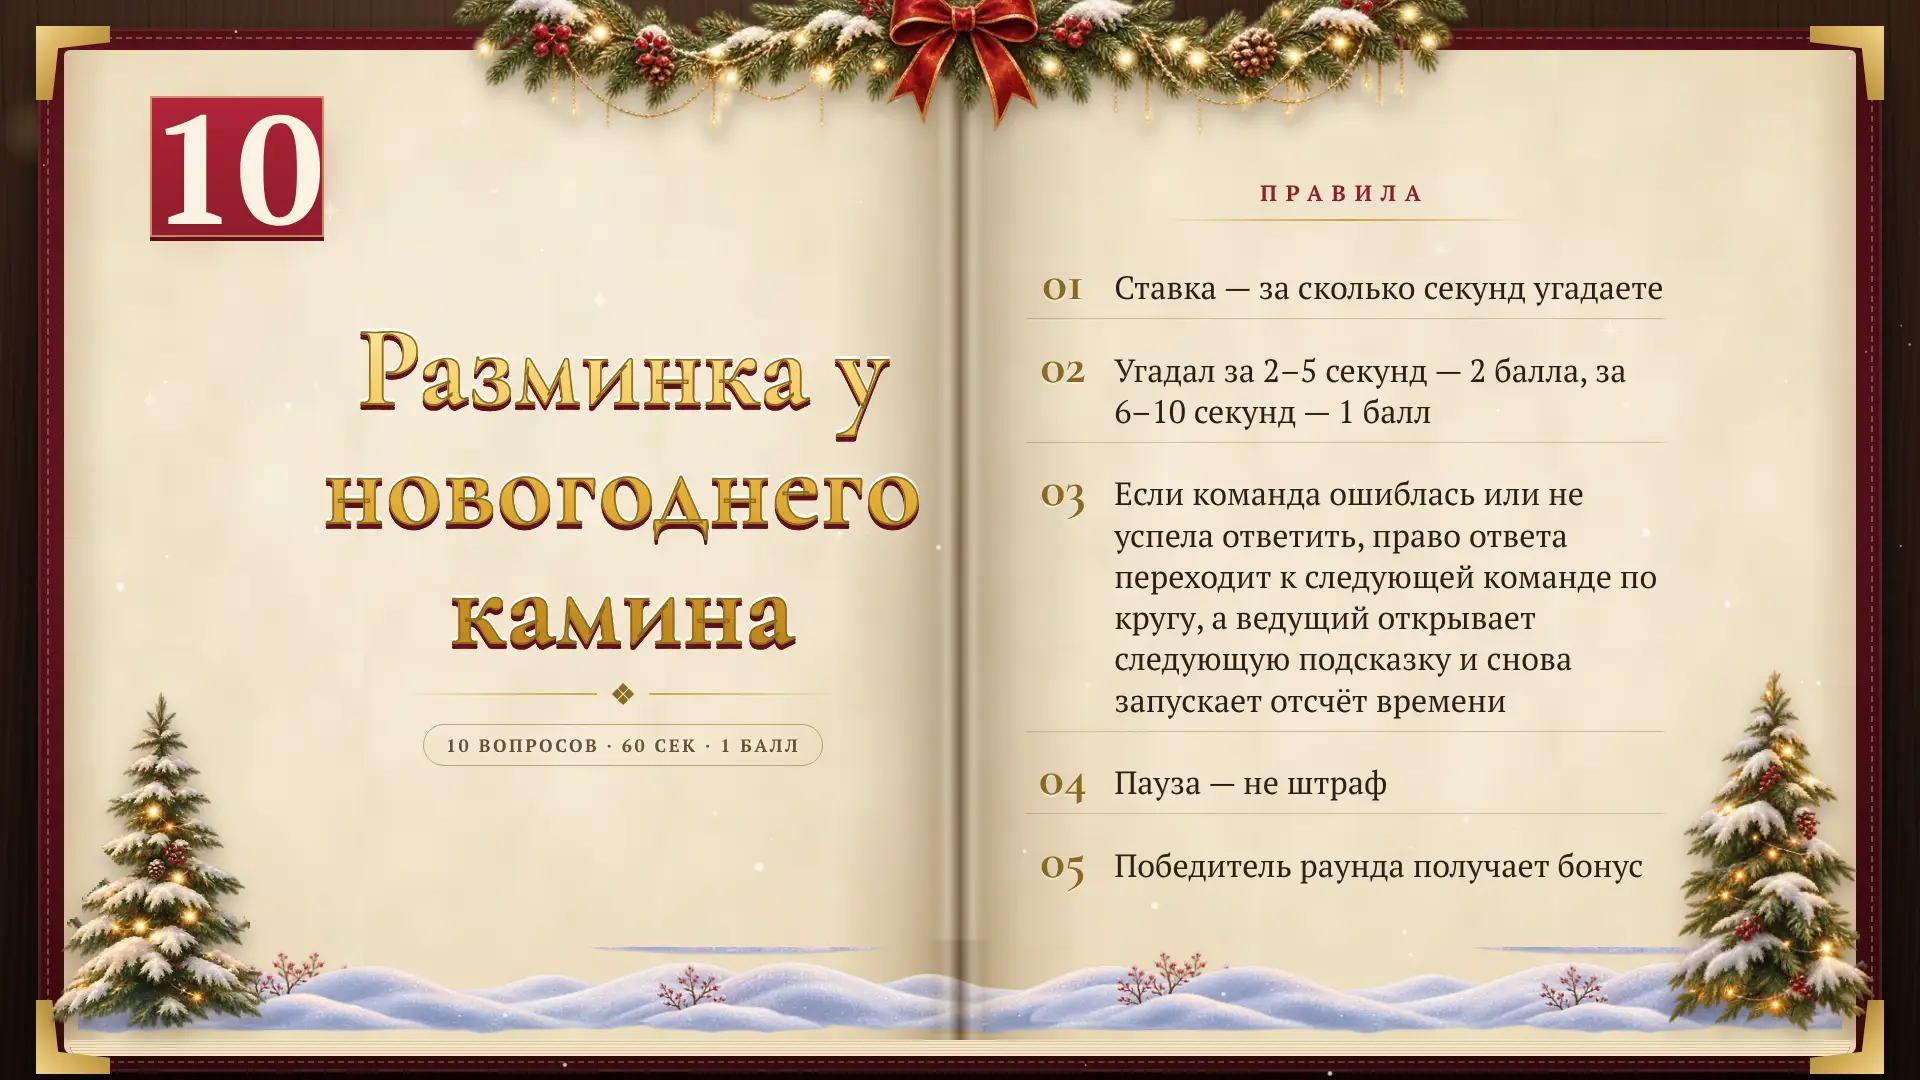 10
Разминка у
новогоднего
камина
10 ВОПРОСОВ · 60 СЕК · 1 БАЛЛ
ПРАВИЛА
01 Ставка — за сколько секунд угадаете
02 Угадал за 2–5 секунд — 2 балла, за
6–10 секунд — 1 балл
03 Если команда ошиблась или не
успела ответить, право ответа
переходит к следующей команде по
кругу, а ведущий открывает
следующую подсказку и снова
запускает отсчёт времени
04 Пауза — не штраф
05 Победитель раунда получает бонус